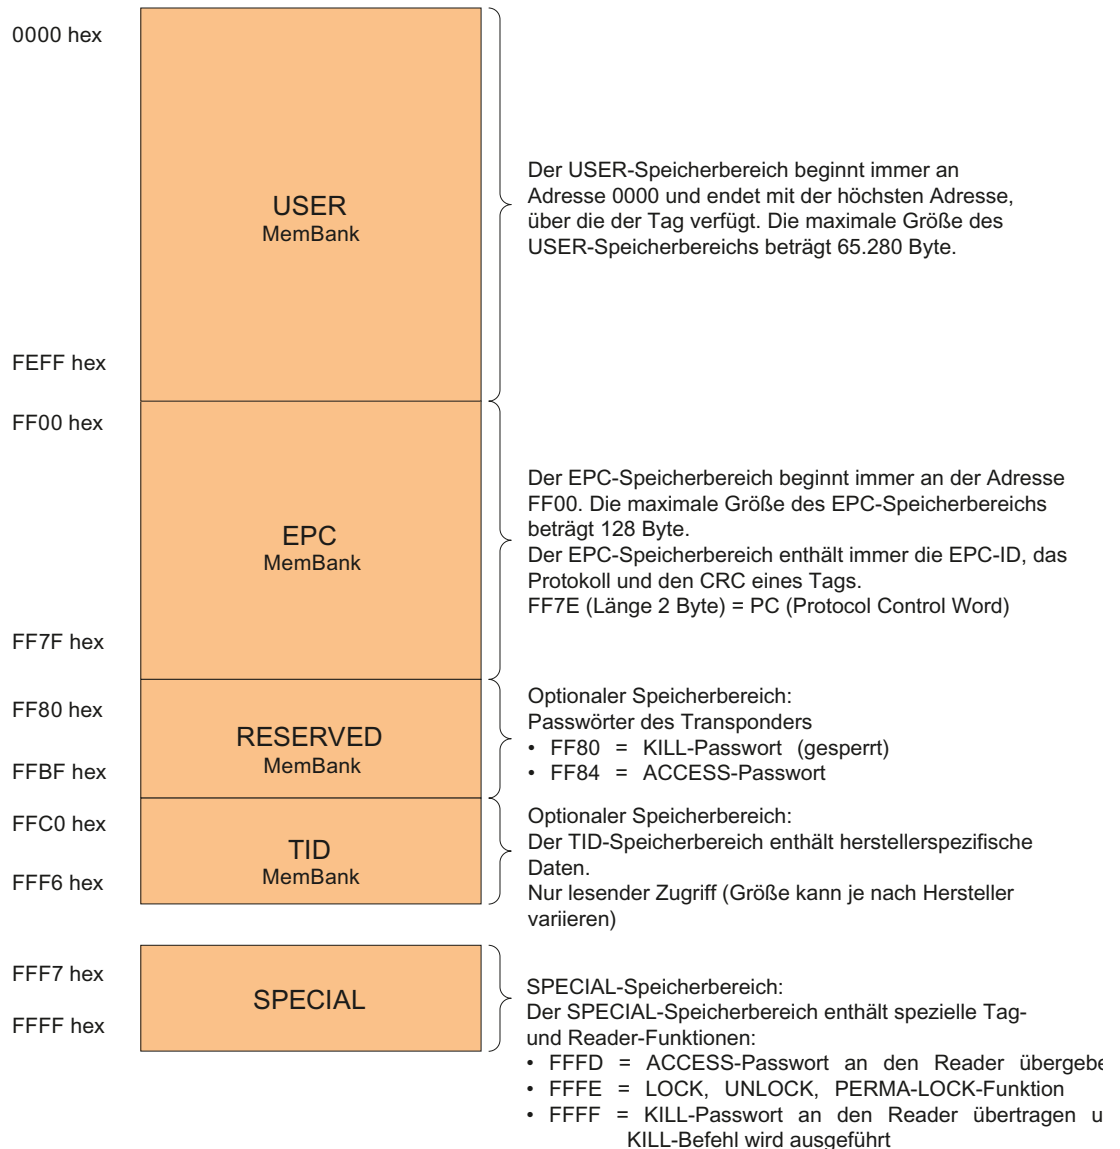 0000 hex
USER
MemBank
Der USER-Speicherbereich beginnt immer an
Adresse 0000 und endet mit der höchsten Adresse,
über die der Tag verfügt. Die maximale Größe des
USER-Speicherbereichs beträgt 65.280 Byte.
FEFF hex
FF00 hex
EPC
MemBank
Der EPC-Speicherbereich beginnt immer an der Adresse
FF00. Die maximale Größe des EPC-Speicherbereichs
beträgt 128 Byte.
Der EPC-Speicherbereich enthält immer die EPC-ID, das
Protokoll und den CRC eines Tags.
FF7E (Länge 2 Byte) = PC (Protocol Control Word)
FF7F hex
FF80 hex
RESERVED
MemBank
FFBF hex
Optionaler Speicherbereich:
Passwörter des Transponders
• FF80 = KILL-Passwort (gesperrt)
• FF84 = ACCESS-Passwort
FFC0 hex
TID
MemBank
FFF6 hex
Optionaler Speicherbereich:
Der TID-Speicherbereich enthält herstellerspezifische
Daten.
Nur lesender Zugriff (Größe kann je nach Hersteller
variieren)
FFF7 hex
SPECIAL
FFFF hex
SPECIAL-Speicherbereich:
Der SPECIAL-Speicherbereich enthält spezielle Tag-
und Reader-Funktionen:
• FFFD = ACCESS-Passwort an den Reader übergebe
• FFFE = LOCK, UNLOCK, PERMA-LOCK-Funktion
• FFFF = KILL-Passwort an den Reader übertragen u
KILL-Befehl wird ausgeführt